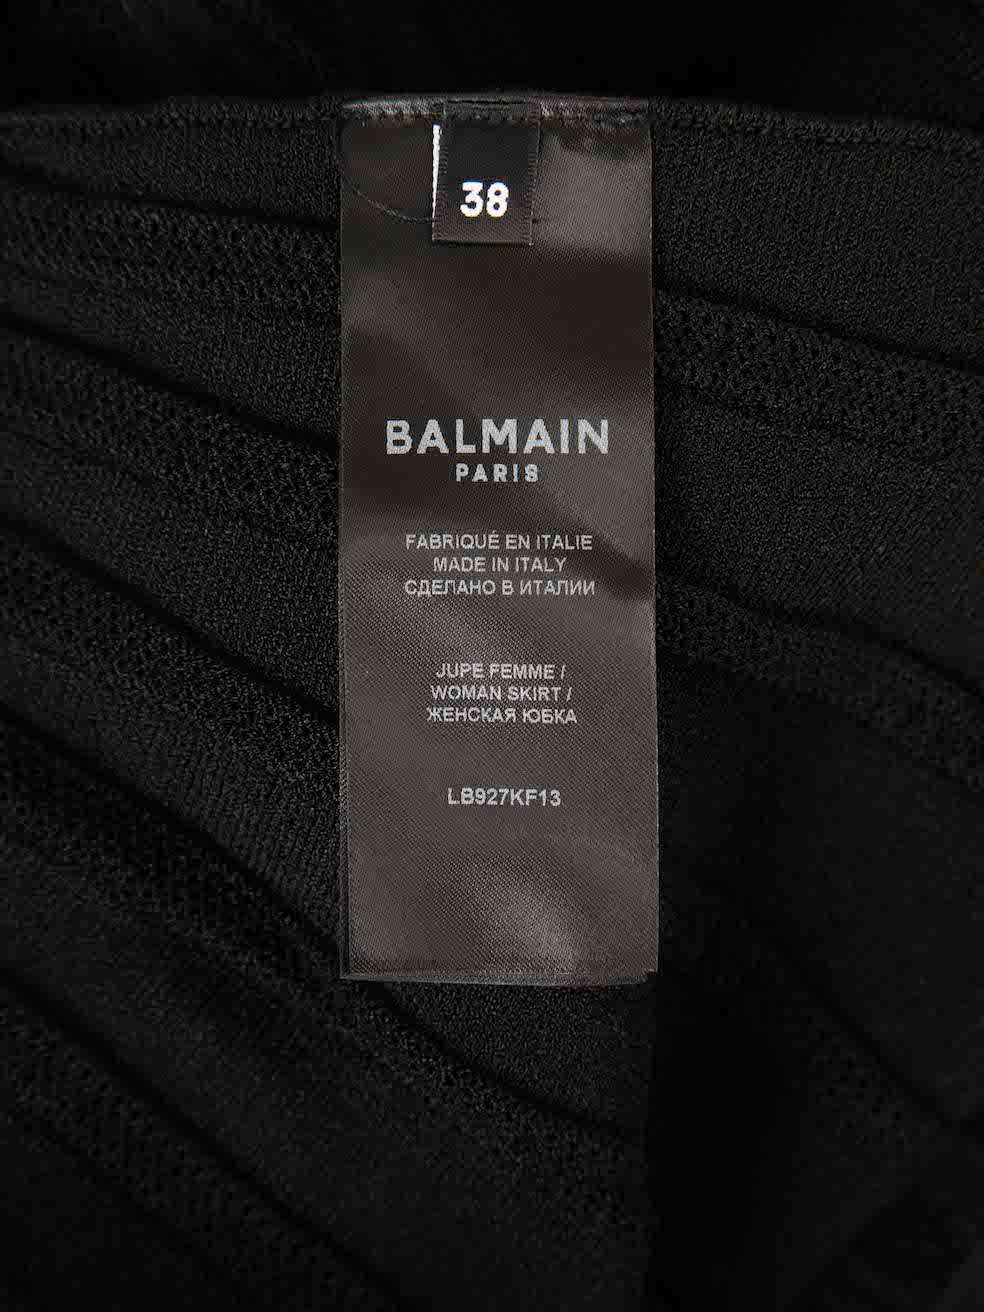 38
BALMAIN
PARIS
FABRIQUÉ EN ITALIE
MADE IN ITALY
СДЕЛАНО В ИТАЛИИ
JUPE FEMME /
WOMAN SKIRT /
ЖЕНСКАЯ ЮБКА
LB927KF13